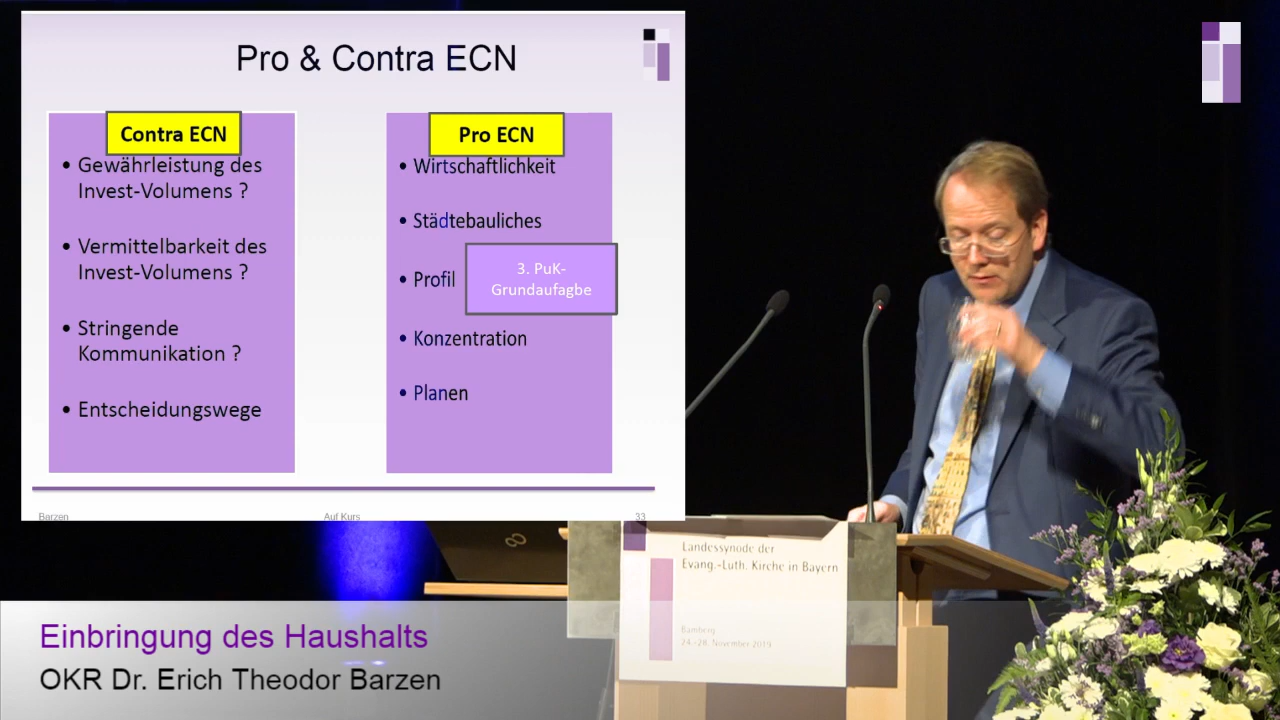 Pro & Contra ECN
Contra ECN
• Gewährleistung des
Invest-Volumens ?
• Vermittelbarkeit des
Invest-Volumens ?
• Stringende
Kommunikation ?
• Entscheidungswege
Pro ECN
• Wirtschaftlichkeit
• Städtebauliches
• Profil
3. PuK-
Grundaufagbe
• Konzentration
• Planen
Barzen
Auf Kurs
33
Landessynode der
Evang.-Luth. Kirche in Bayern
Bamberg
24.-28. November 2019
Einbringung des Haushalts
OKR Dr. Erich Theodor Barzen